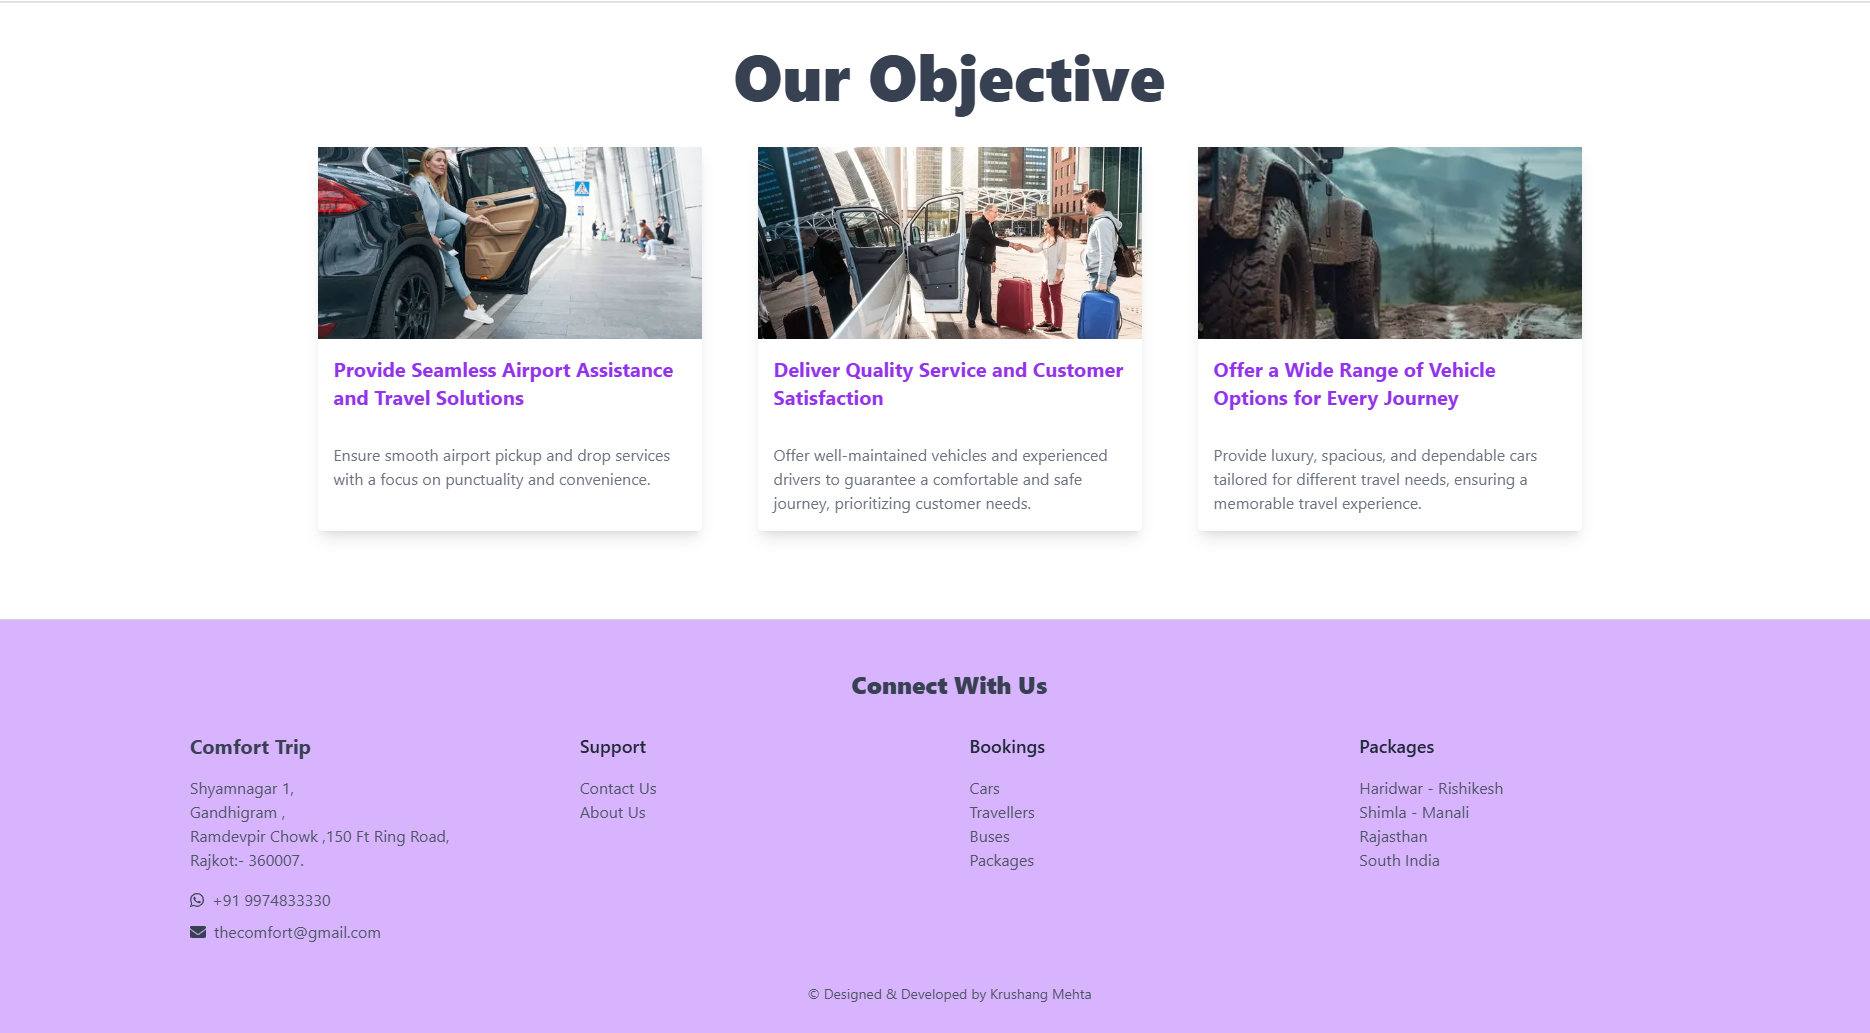 Our Objective
Provide Seamless Airport Assistance
and Travel Solutions
Ensure smooth airport pickup and drop services
with a focus on punctuality and convenience.
Deliver Quality Service and Customer
Satisfaction
Offer well-maintained vehicles and experienced
drivers to guarantee a comfortable and safe
journey, prioritizing customer needs.
Offer a Wide Range of Vehicle
Options for Every Journey
Provide luxury, spacious, and dependable cars
tailored for different travel needs, ensuring a
memorable travel experience.
Connect With Us
Comfort Trip
Shyamnagar 1,
Gandhigram ,
Ramdevpir Chowk ,150 Ft Ring Road,
Rajkot:- 360007.
+91 9974833330
thecomfort@gmail.com
Support
Contact Us
About Us
Bookings
Cars
Travellers
Buses
Packages
Packages
Haridwar - Rishikesh
Shimla - Manali
Rajasthan
South India
© Designed & Developed by Krushang Mehta